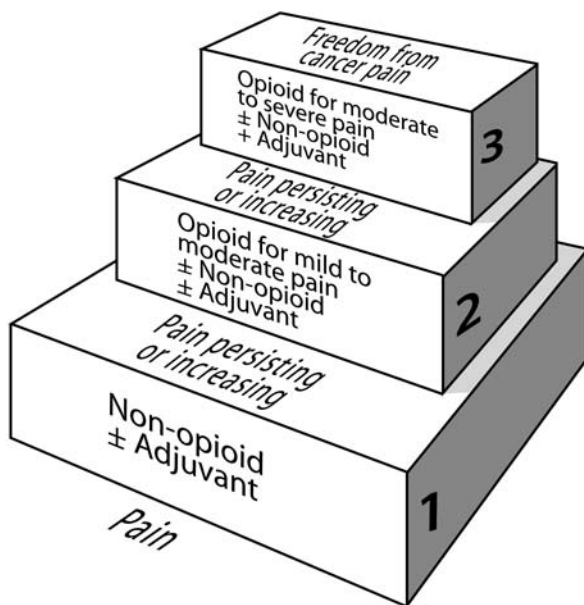 Freedom from
cancer pain
Opioid for moderate
to severe pain
± Non-opioid
+ Adjuvant
3
Pain persisting
or increasing
Opioid for mild to
moderate pain
± Non-opioid
± Adjuvant
2
Pain persisting
or increasing
Non-opioid
± Adjuvant
1
Pain